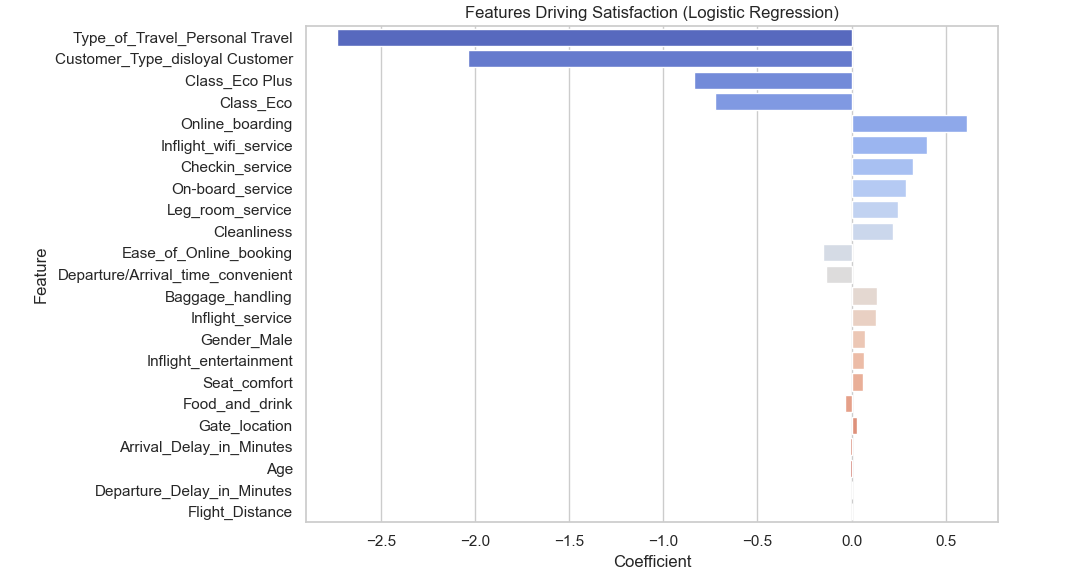 Features Driving Satisfaction (Logistic Regression)
Feature
Type_of_Travel_Personal Travel
Customer_Type_disloyal Customer
Class_Eco Plus
Class_Eco
Online_boarding
Inflight_wifi_service
Checkin_service
On-board_service
Leg_room_service
Cleanliness
Ease_of_Online_booking
Departure/Arrival_time_convenient
Baggage_handling
Inflight_service
Gender_Male
Inflight_entertainment
Seat_comfort
Food_and_drink
Gate_location
Arrival_Delay_in_Minutes
Age
Departure_Delay_in_Minutes
Flight_Distance
−2.5 −2.0 −1.5 −1.0 −0.5 0.0 0.5
Coefficient